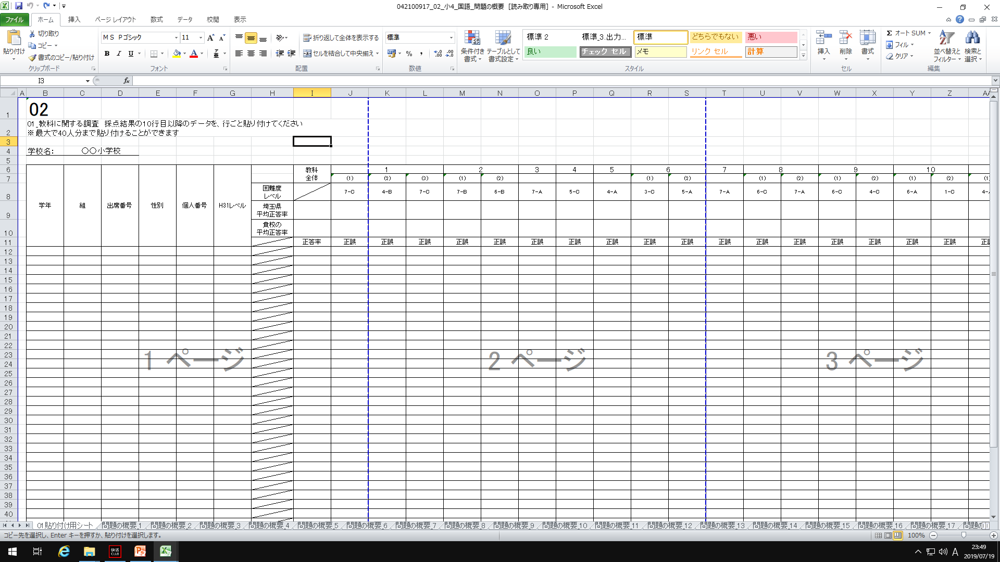 042100917_02_小4_国語_問題の概要 [読み取り専用] - Microsoft Excel
ファイル ホーム 挿入 ページ レイアウト 数式 データ 校閲 表示
貼り付け
切り取り
コピー
書式のコピー/貼り付け
クリップボード
MS Pゴシック 11
B I U
フォント
折り返して全体を表示する
セルを結合して中央揃え
配置
標準
% ,
数値
条件付き書式
テーブルとして書式設定
標準 2 標準_3.出力... 標準 どちらでもない 悪い
良い チェック セル メモ リンク セル 計算
スタイル
挿入 削除 書式
セル
Σ オート SUM
フィル
クリア
並べ替えとフィルター
検索と選択
編集
I3 fx
A B C D E F G H I J K L M N O P Q R S T U V W X Y Z AA
02
01_教科に関する調査 採点結果の10行目以降のデータを、行ごと貼り付けてください
※最大で40人分まで貼り付けることができます
学校名: 〇〇小学校
教科全体 1 2 3 4 5 6 7 8 9 10
(1) (2) (3) (1) (2) (1) (2) (1) (2) (1) (2) (1) (2) (1)
困難度レベル 7-C 4-B 7-C 7-B 6-B 7-A 5-C 4-A 3-C 5-A 7-A 6-C 7-A 6-C 4-C 6-A 1-C
学年 組 出席番号 性別 個人番号 H31レベル
埼玉県平均正答率
貴校の平均正答率
正答率 正誤 正誤 正誤 正誤 正誤 正誤 正誤 正誤 正誤 正誤 正誤 正誤 正誤 正誤 正誤 正誤 正誤
1 2 3 4 5 6 7 8 9 10 11 12 13 14 15 16 17 18 19 20 21 22 23 24 25 26 27 28 29 30 31 32 33 34 35 36 37 38 39 40
1 ページ 2 ページ 3 ページ
01貼り付け用シート 問題の概要_1 問題の概要_2 問題の概要_3 問題の概要_4 問題の概要_5 問題の概要_6 問題の概要_7 問題の概要_8 問題の概要_9 問題の概要_10 問題の概要_11 問題の概要_12 問題の概要_13 問題の概要_14 問題の概要_15 問題の概要_16 問題の概要_17
コピー先を選択し、Enter キーを押すか、貼り付けを選択します。 100%
快活CLUB
A
23:49
2019/07/19